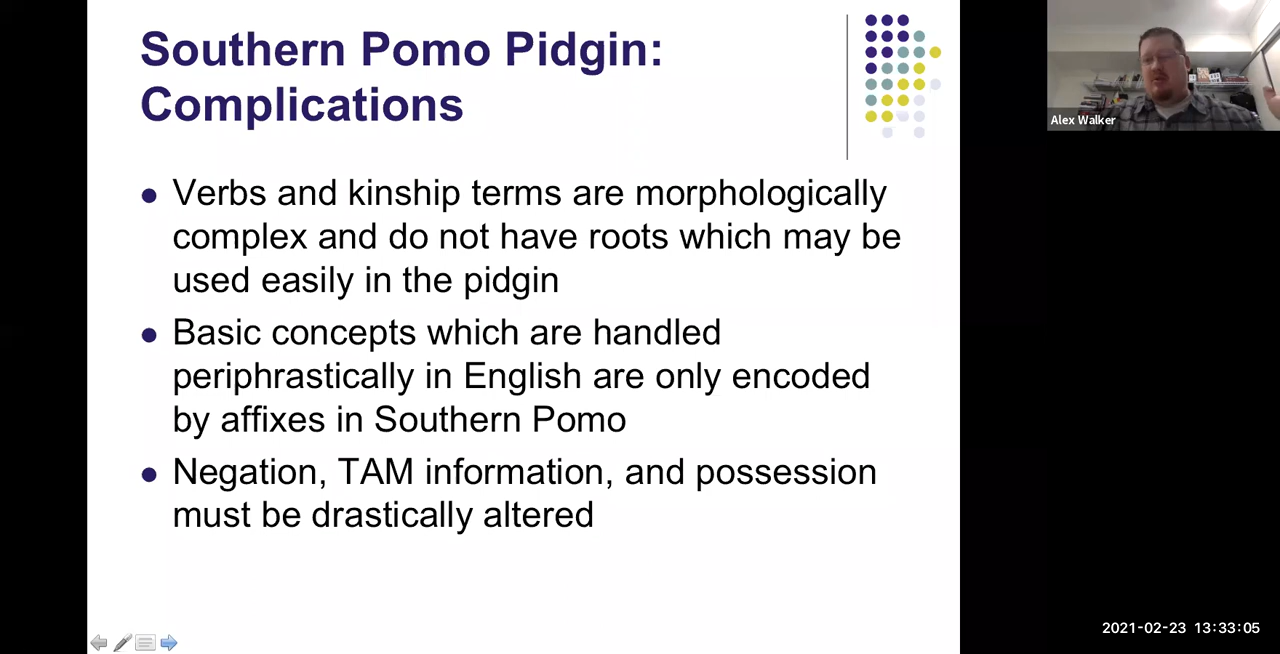 Southern Pomo Pidgin:
Complications
Verbs and kinship terms are morphologically
complex and do not have roots which may be
used easily in the pidgin
Basic concepts which are handled
periphrastically in English are only encoded
by affixes in Southern Pomo
Negation, TAM information, and possession
must be drastically altered
Alex Walker
2021-02-23 13:33:05